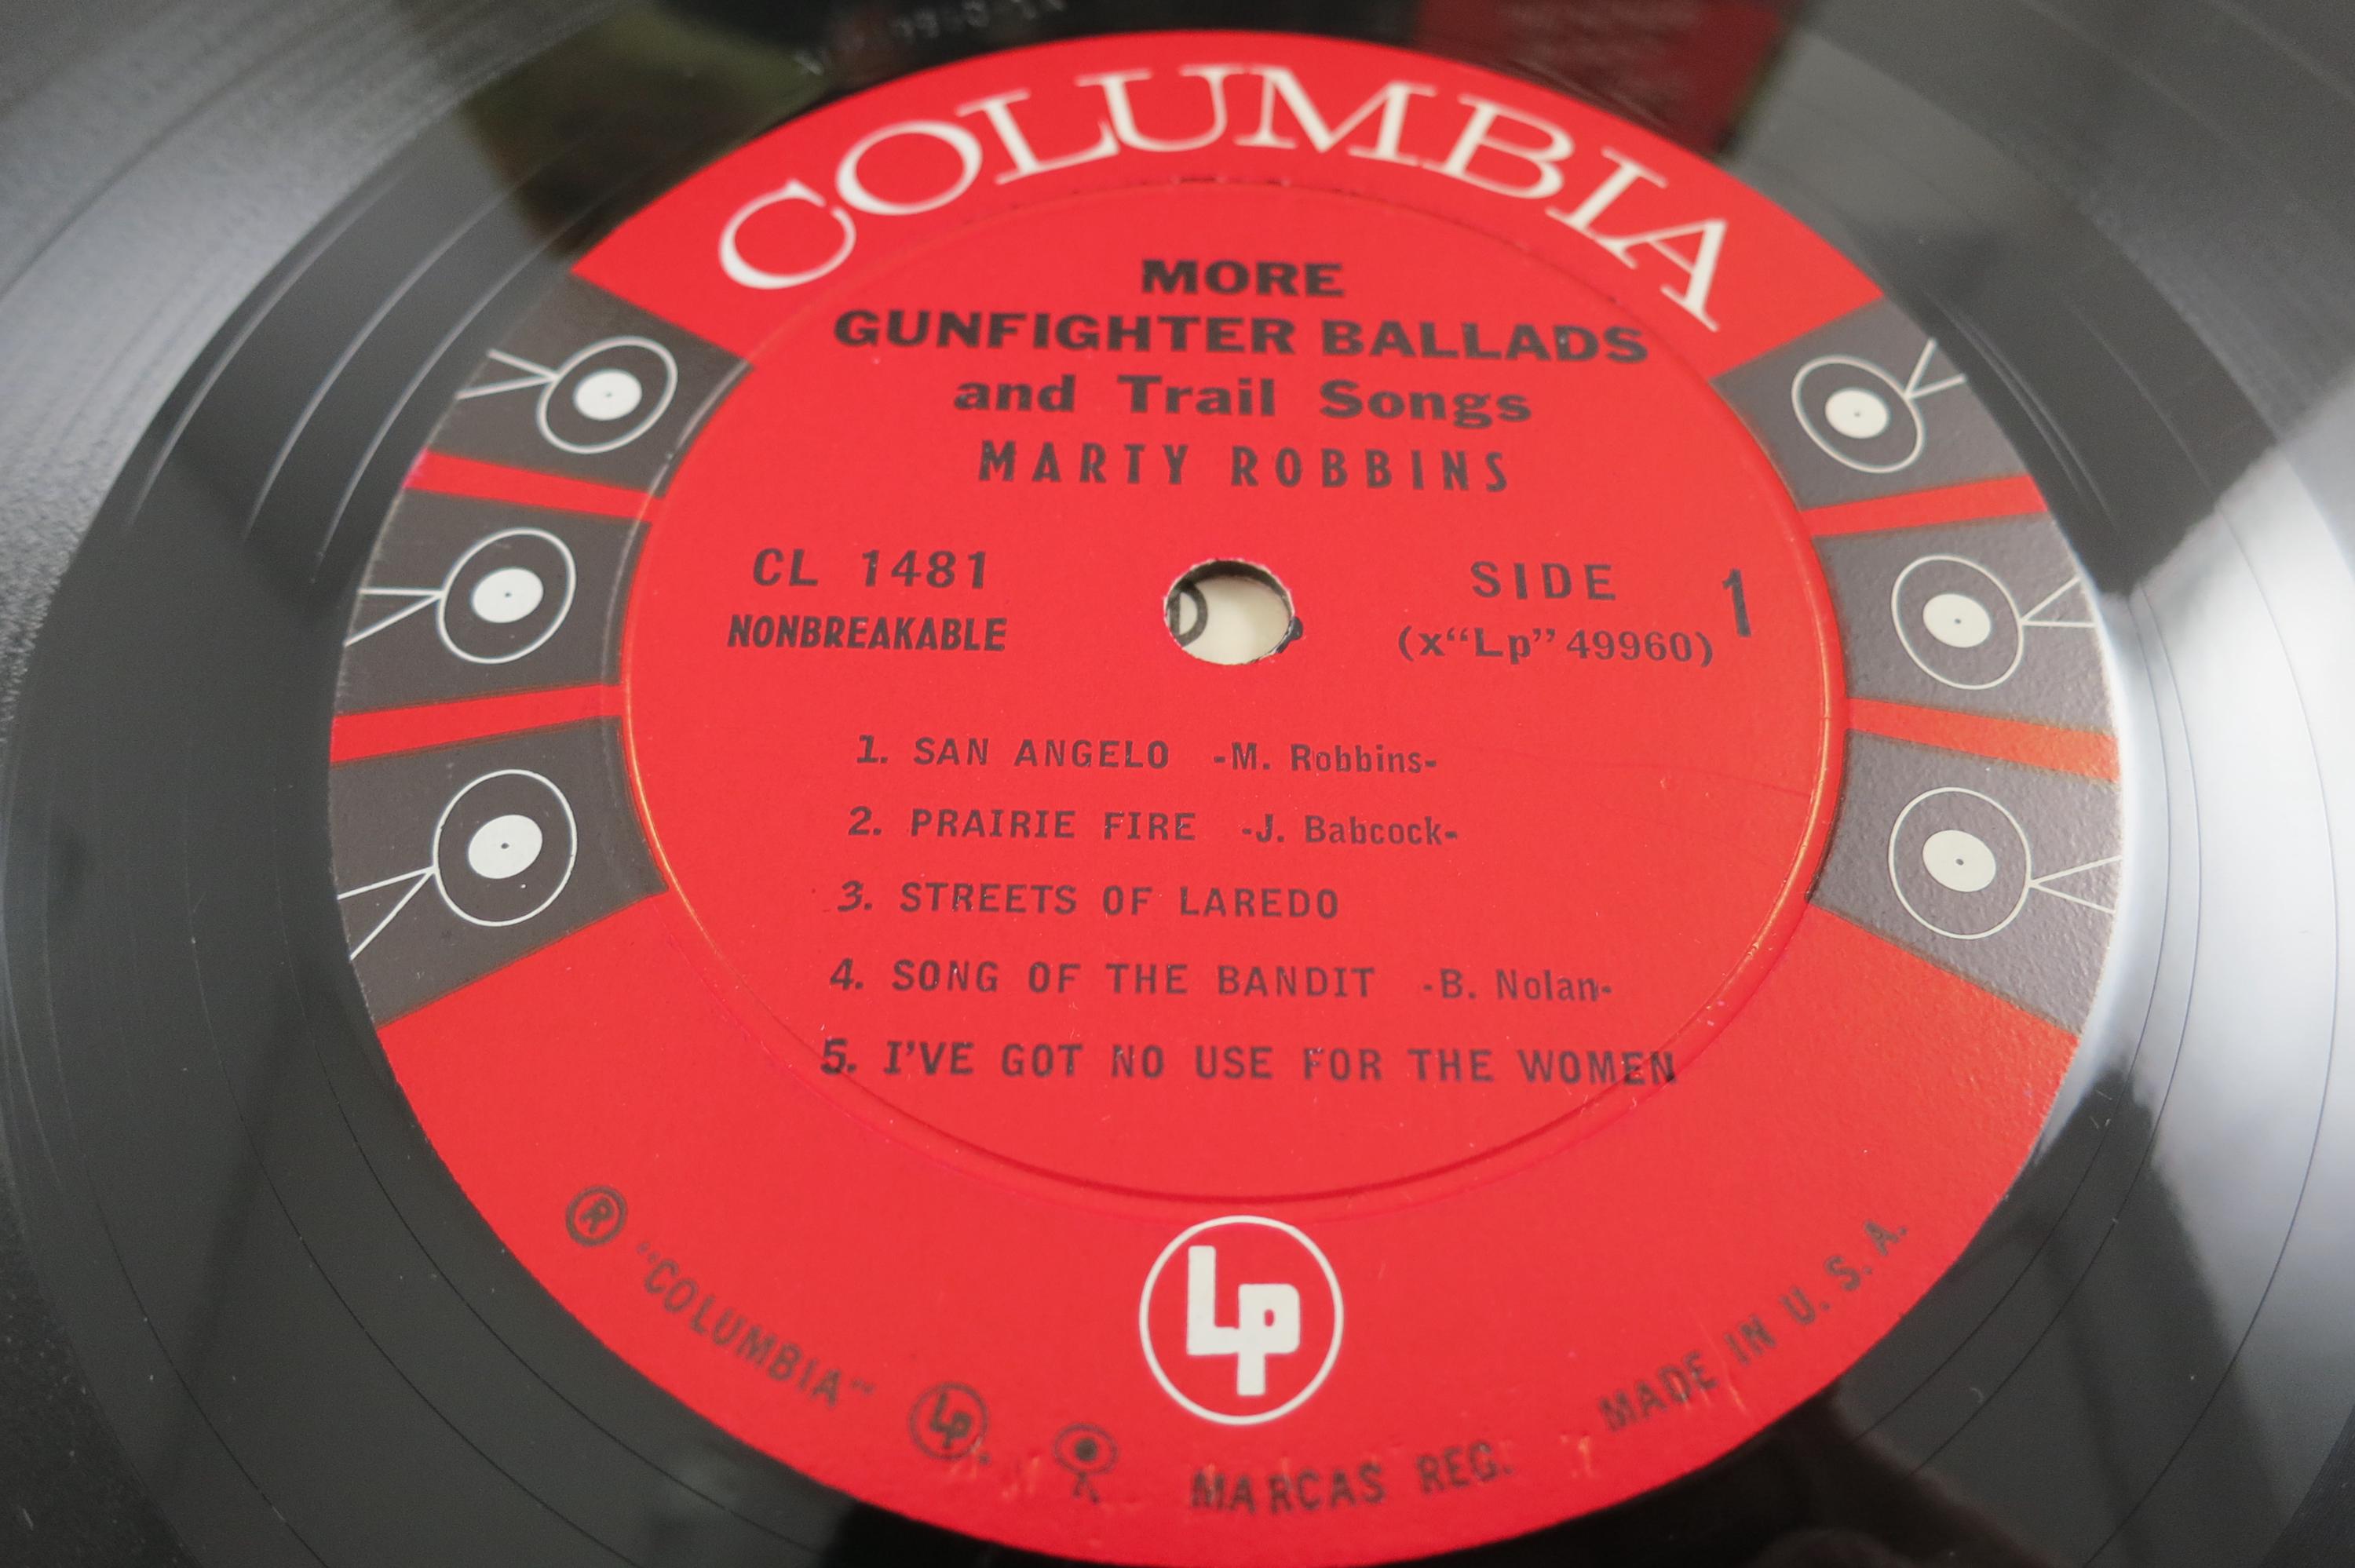 COLUMBIA
MORE
GUNFIGHTER BALLADS
and Trail Songs
MARTY ROBBINS
CL 1481
NONBREAKABLE
SIDE 1
(x“Lp” 49960)
1. SAN ANGELO -M. Robbins-
2. PRAIRIE FIRE -J. Babcock-
3. STREETS OF LAREDO
4. SONG OF THE BANDIT -B. Nolan-
5. I'VE GOT NO USE FOR THE WOMEN
Lp
® “COLUMBIA” Lp. MARCAS REG. MADE IN U. S. A.